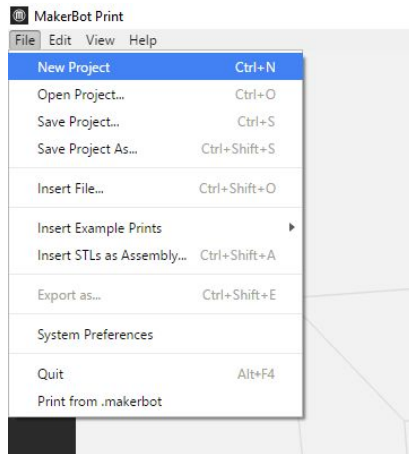 MakerBot Print
File Edit View Help
New Project Ctrl+N
Open Project... Ctrl+O
Save Project... Ctrl+S
Save Project As... Ctrl+Shift+S
Insert File... Ctrl+Shift+O
Insert Example Prints
Insert STLs as Assembly... Ctrl+Shift+A
Export as... Ctrl+Shift+E
System Preferences
Quit Alt+F4
Print from .makerbot